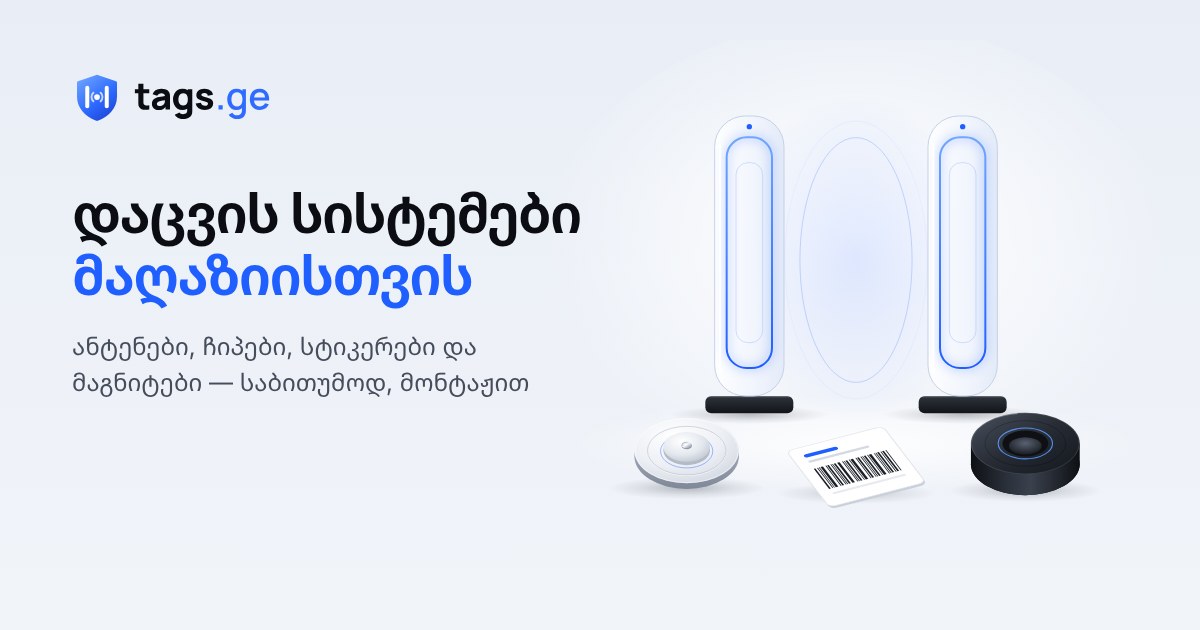 tags.ge
დაცვის სისტემები
მაღაზიისთვის
ანტენები, ჩიპები, სტიკერები და
მაგნიტები — საბითუმოდ, მონტაჟით